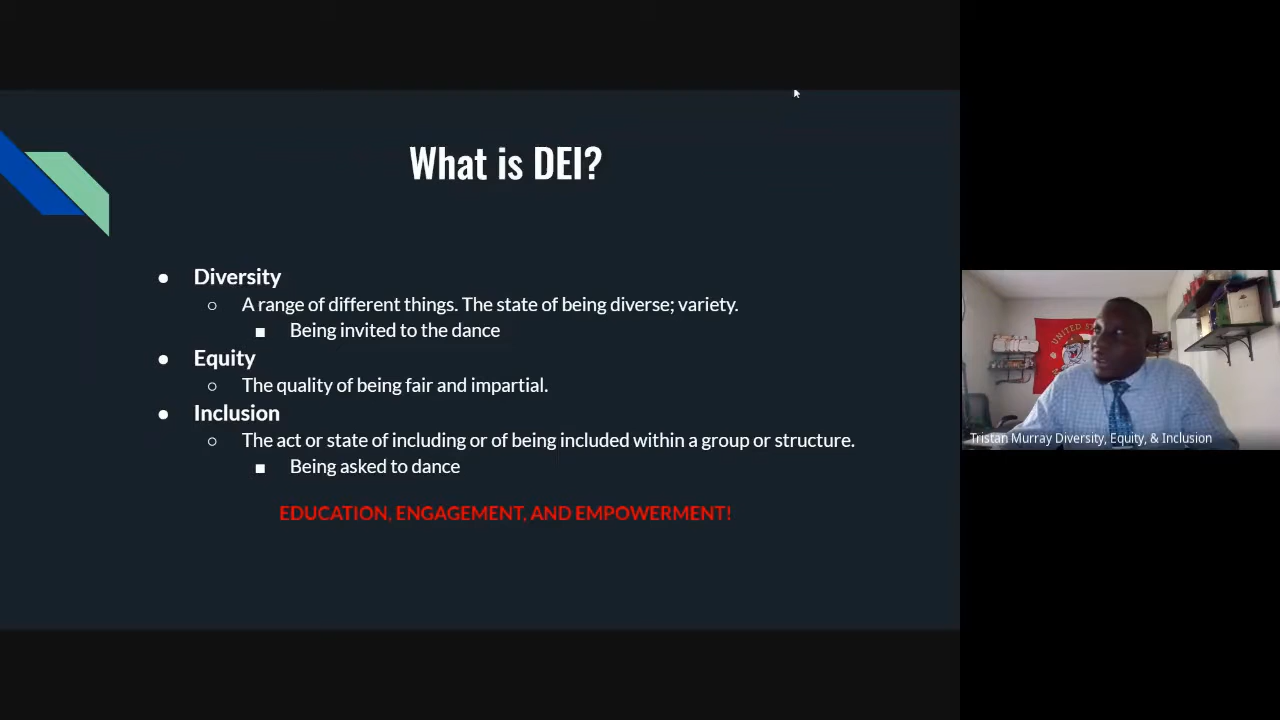 What is DEI?
Diversity
A range of different things. The state of being diverse; variety.
Being invited to the dance
Equity
The quality of being fair and impartial.
Inclusion
The act or state of including or of being included within a group or structure.
Being asked to dance
EDUCATION, ENGAGEMENT, AND EMPOWERMENT!
UNITED
Tristan Murray Diversity, Equity, & Inclusion